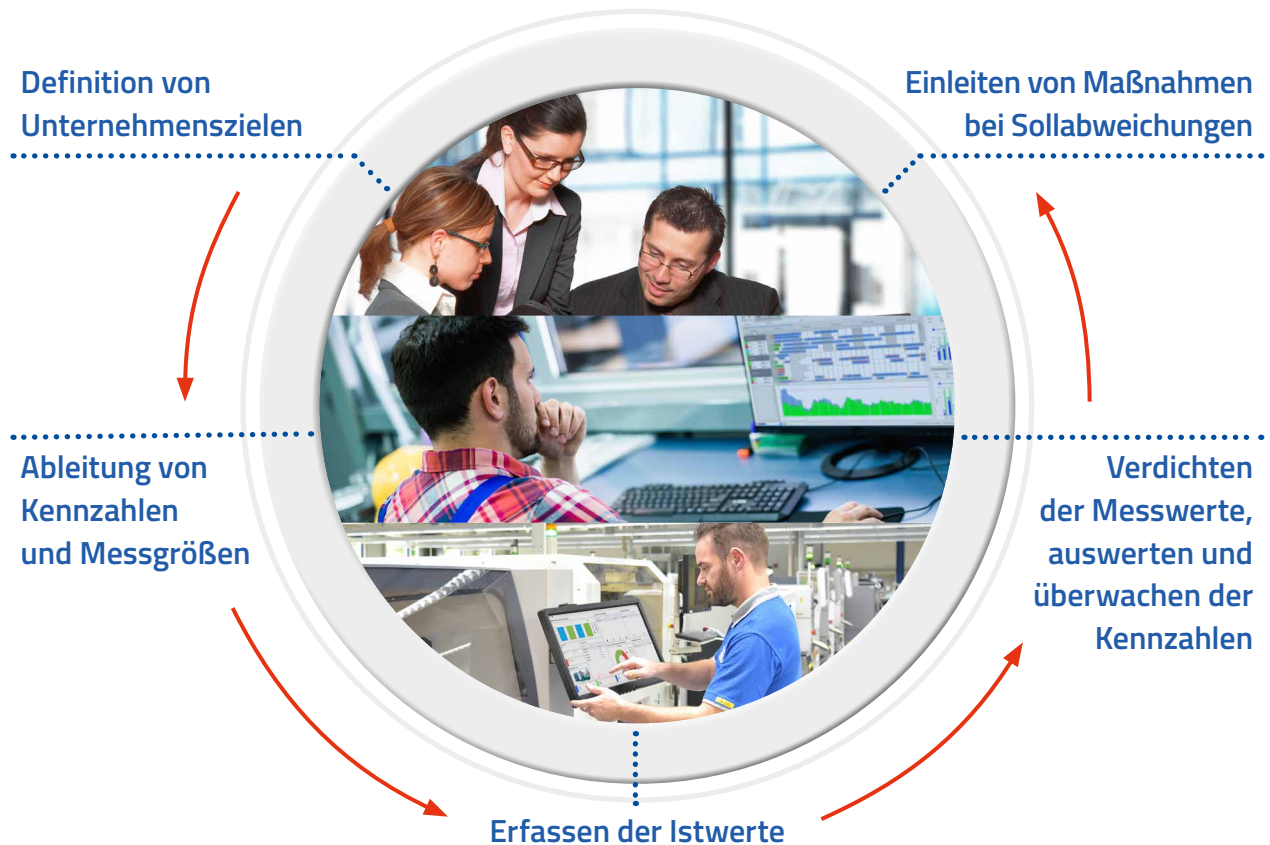 Definition von
Unternehmenszielen
Ableitung von
Kennzahlen
und Messgrößen
Erfassen der Istwerte
Verdichten
der Messwerte,
auswerten und
überwachen der
Kennzahlen
Einleiten von Maßnahmen
bei Sollabweichungen